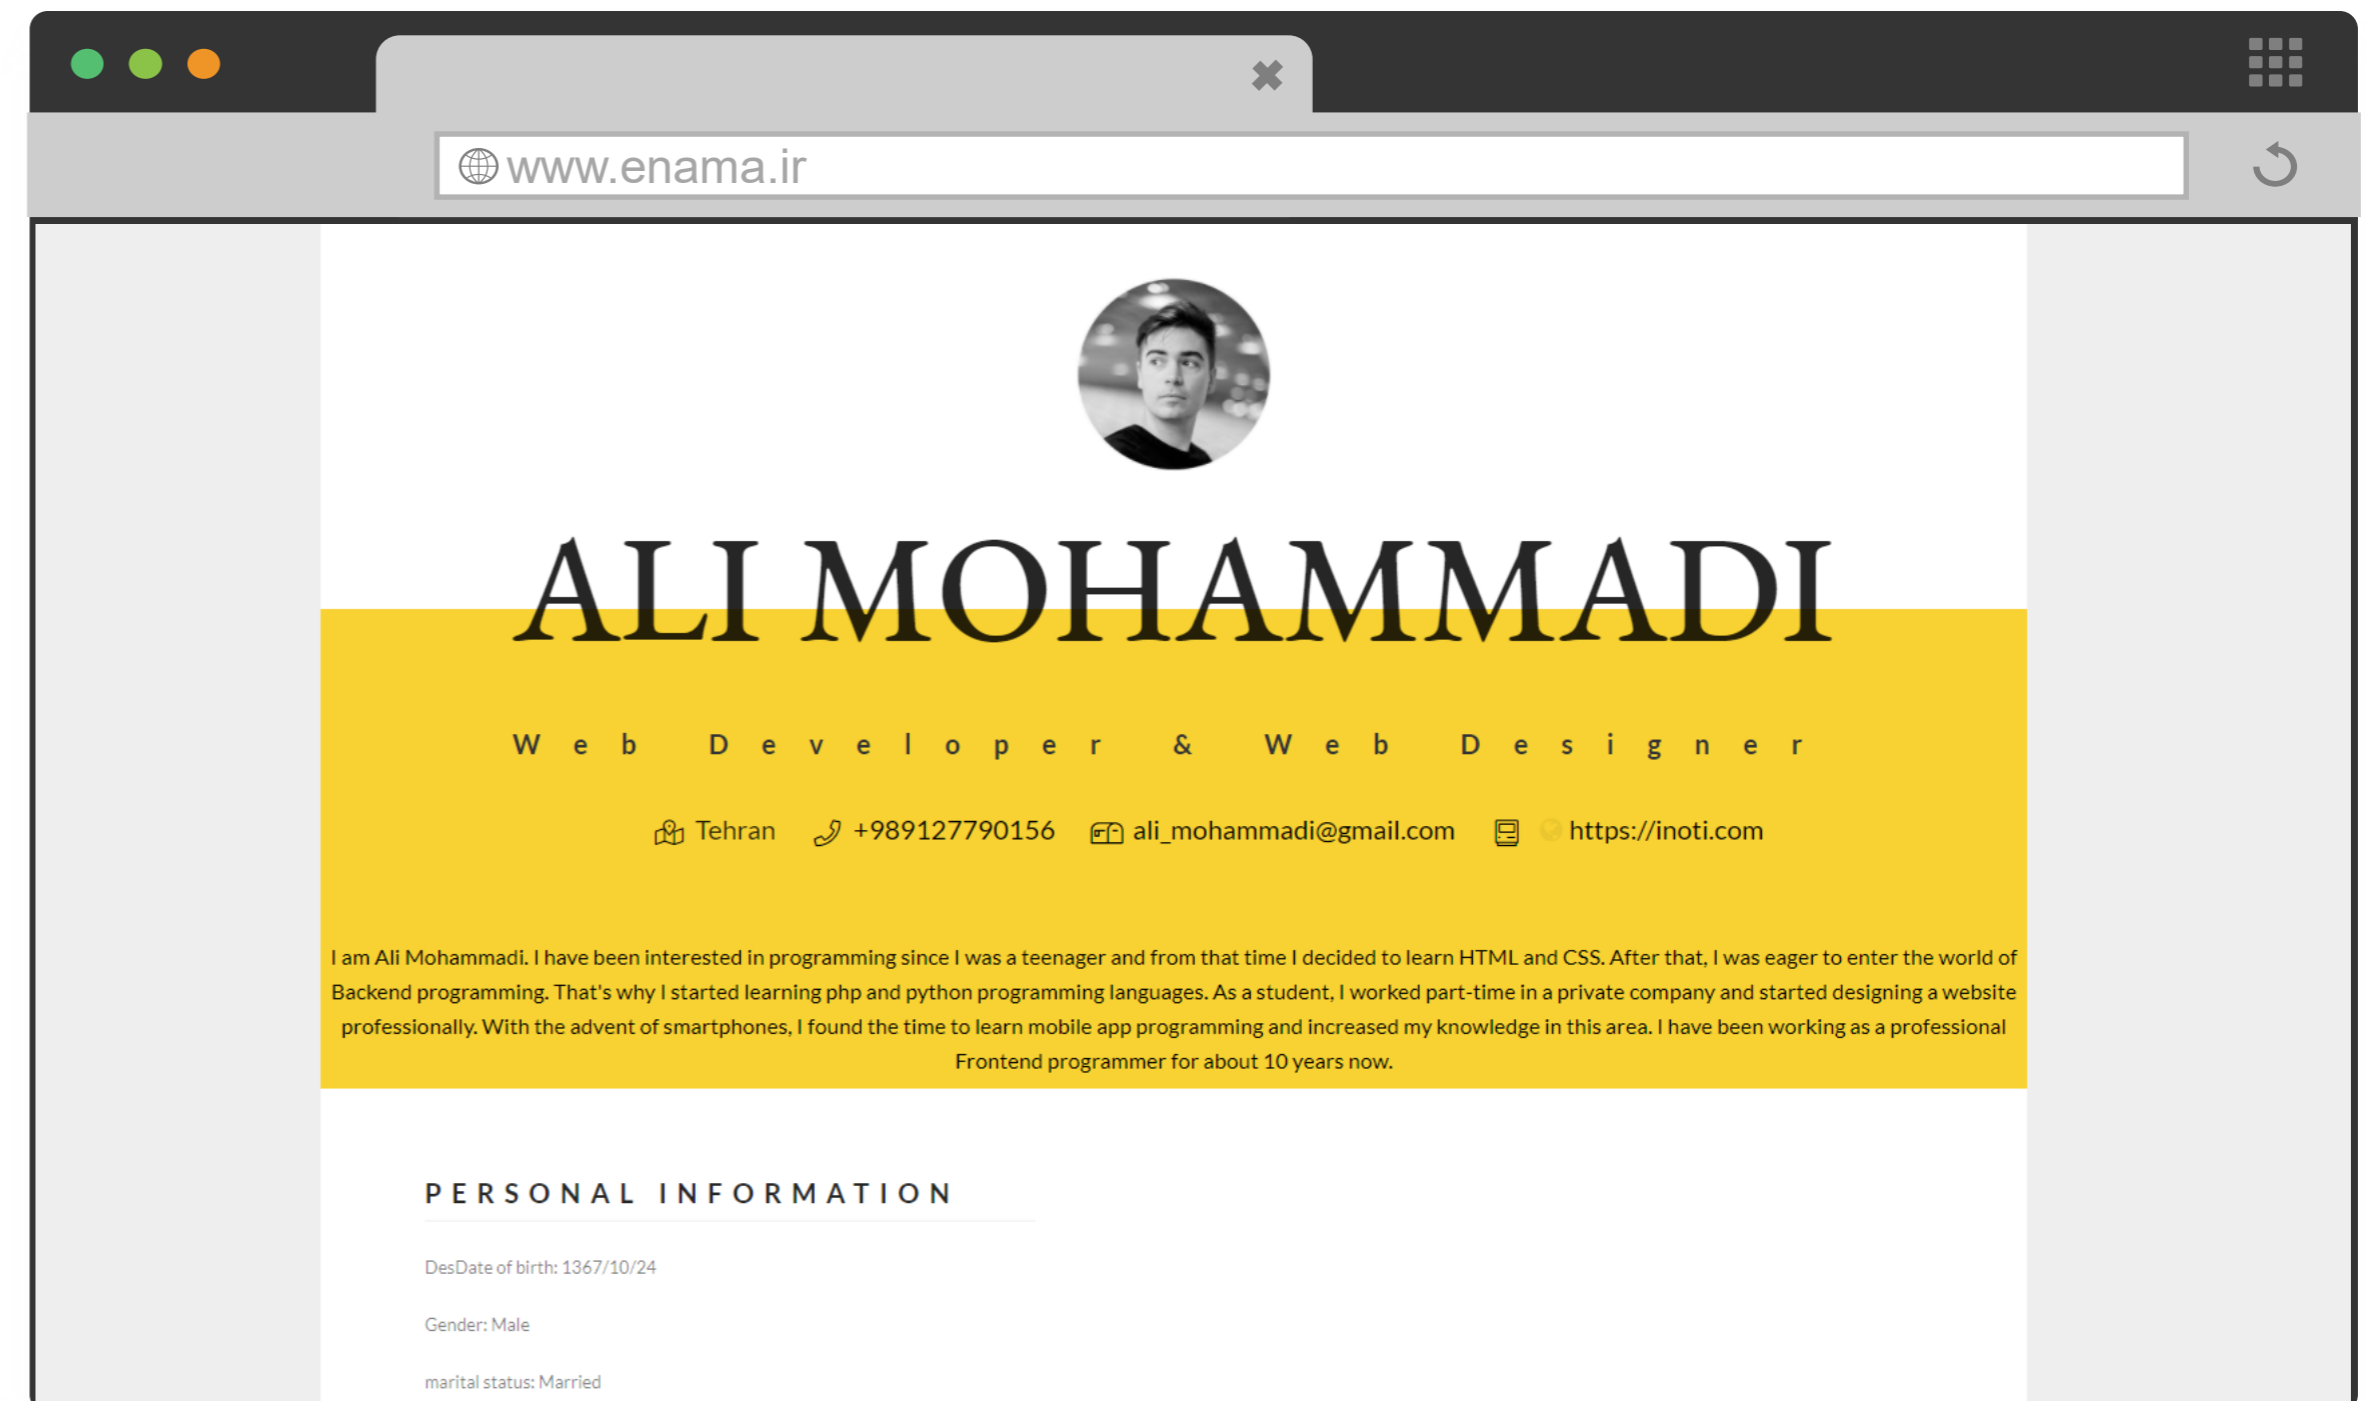 www.enama.ir
ALI MOHAMMADI
Web Developer & Web Designer
Tehran +989127790156 ali_mohammadi@gmail.com https://inoti.com
I am Ali Mohammadi. I have been interested in programming since I was a teenager and from that time I decided to learn HTML and CSS. After that, I was eager to enter the world of
Backend programming. That's why I started learning php and python programming languages. As a student, I worked part-time in a private company and started designing a website
professionally. With the advent of smartphones, I found the time to learn mobile app programming and increased my knowledge in this area. I have been working as a professional
Frontend programmer for about 10 years now.
PERSONAL INFORMATION
DesDate of birth: 1367/10/24
Gender: Male
marital status: Married